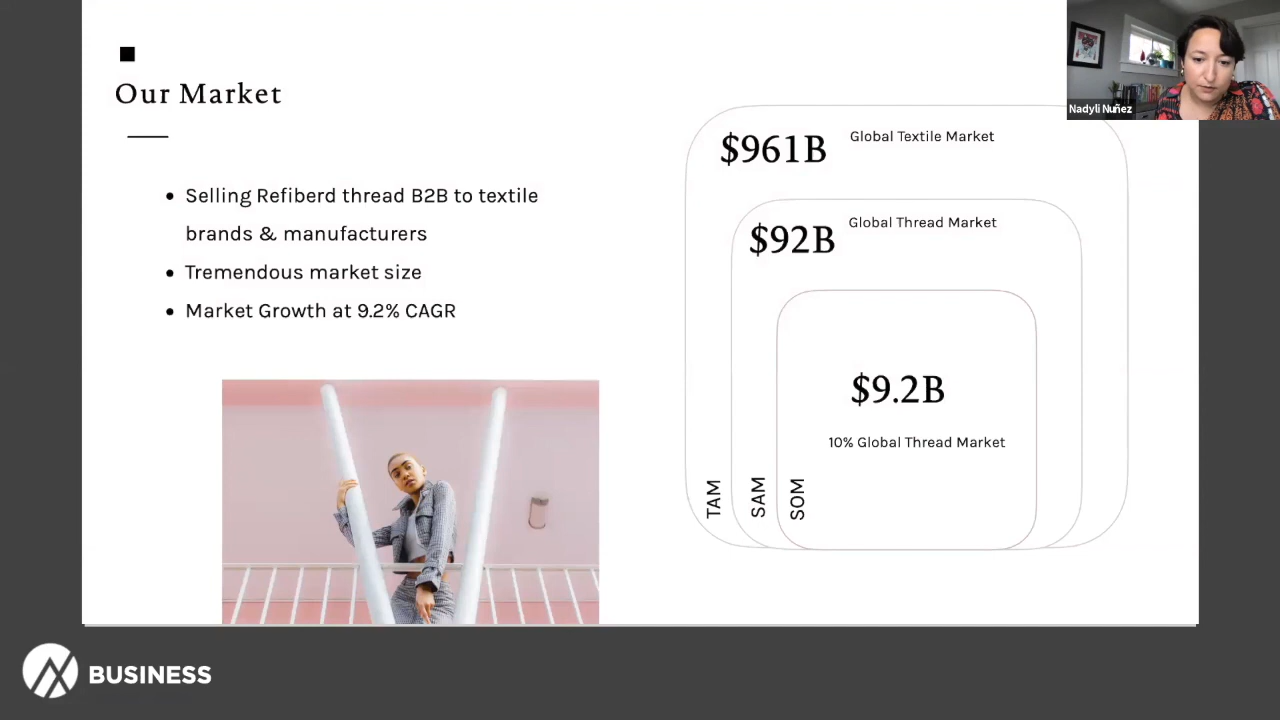 Our Market
• Selling Refiberd thread B2B to textile
brands & manufacturers
• Tremendous market size
• Market Growth at 9.2% CAGR
$961B
Global Textile Market
$92B
Global Thread Market
$9.2B
10% Global Thread Market
TAM
SAM
SOM
Nadyli Nuñez
BUSINESS